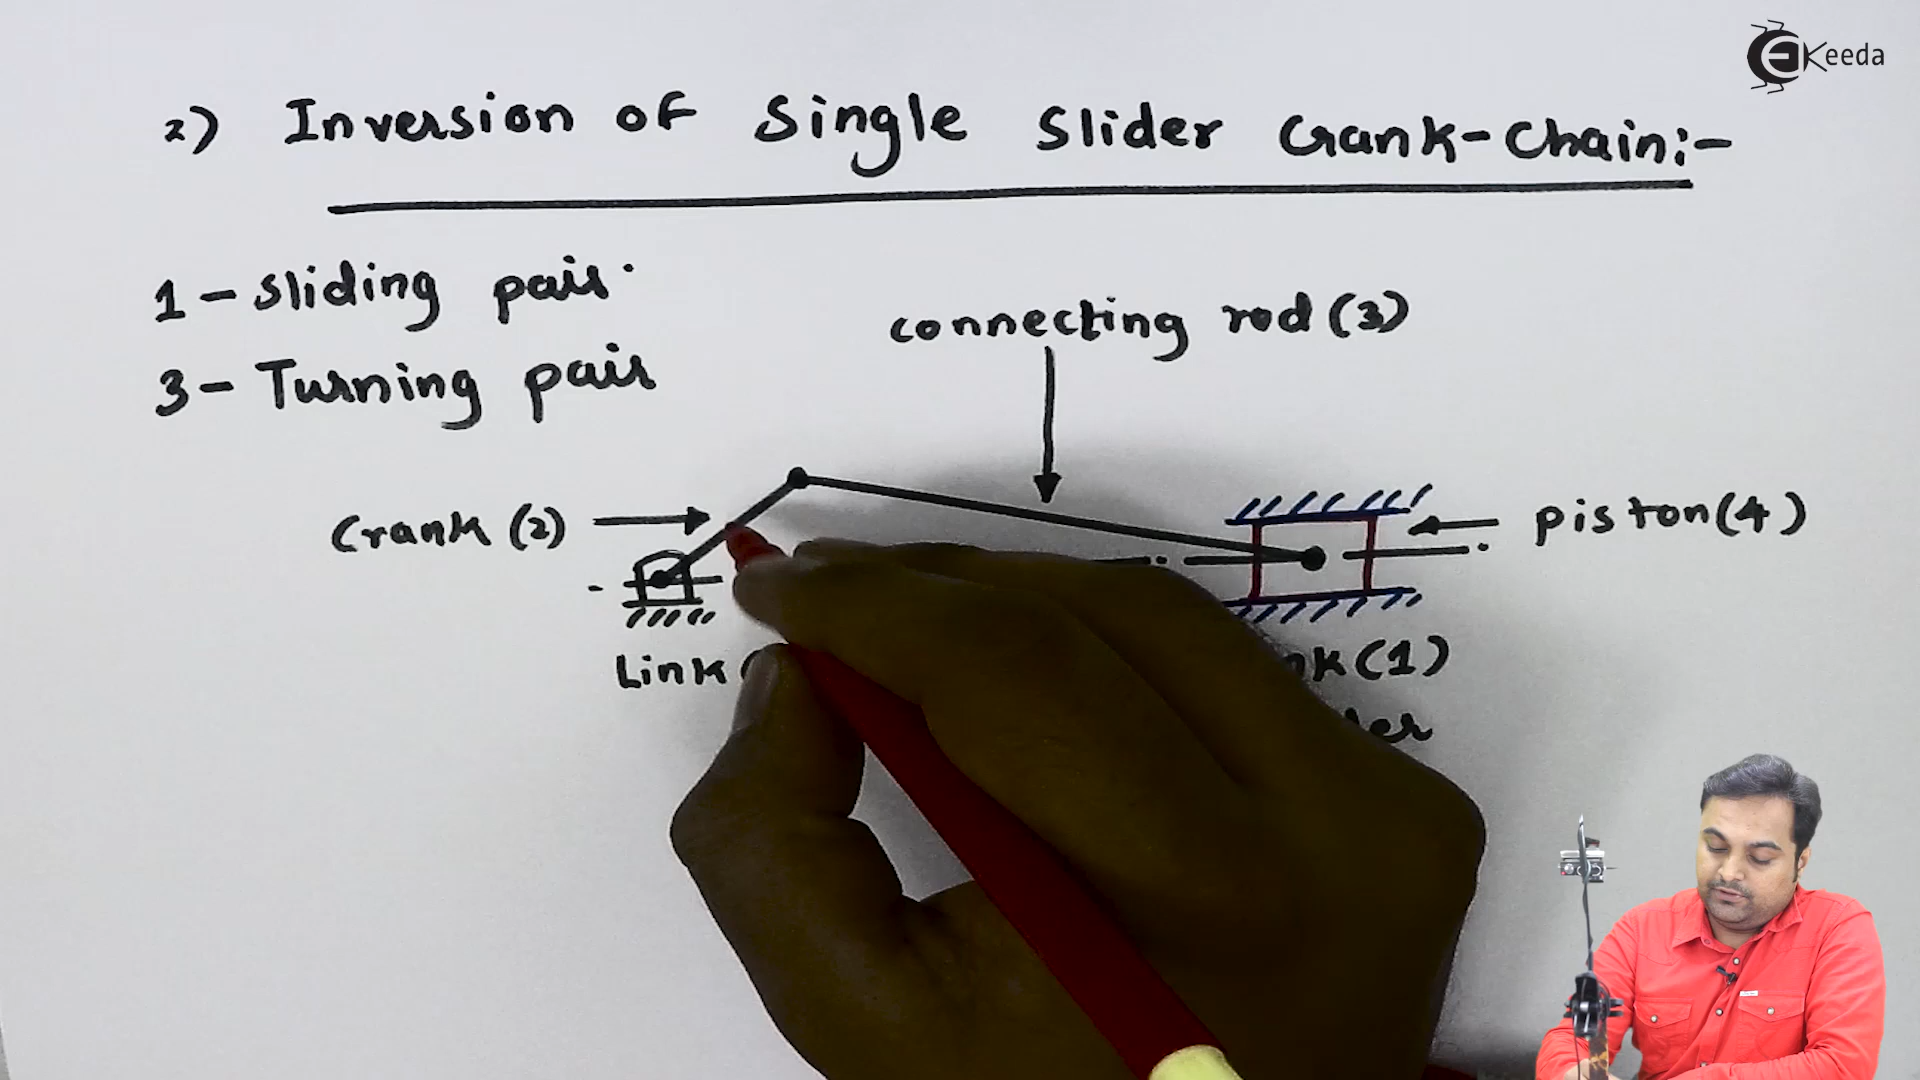 Ekeeda
2) Inversion of Single Slider Crank-Chain:-
1 - Sliding pair.
3 - Turning pair
connecting rod (3)
Crank (2)
piston (4)
Link
(1)